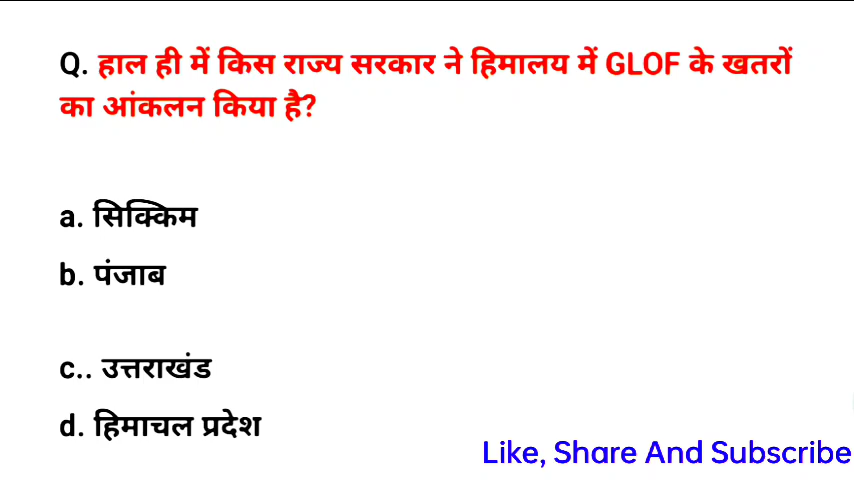 Q. हाल ही में किस राज्य सरकार ने हिमालय में GLOF के खतरों
का आंकलन किया है?
a. सिक्किम
b. पंजाब
c.. उत्तराखंड
d. हिमाचल प्रदेश
Like, Share And Subscribe